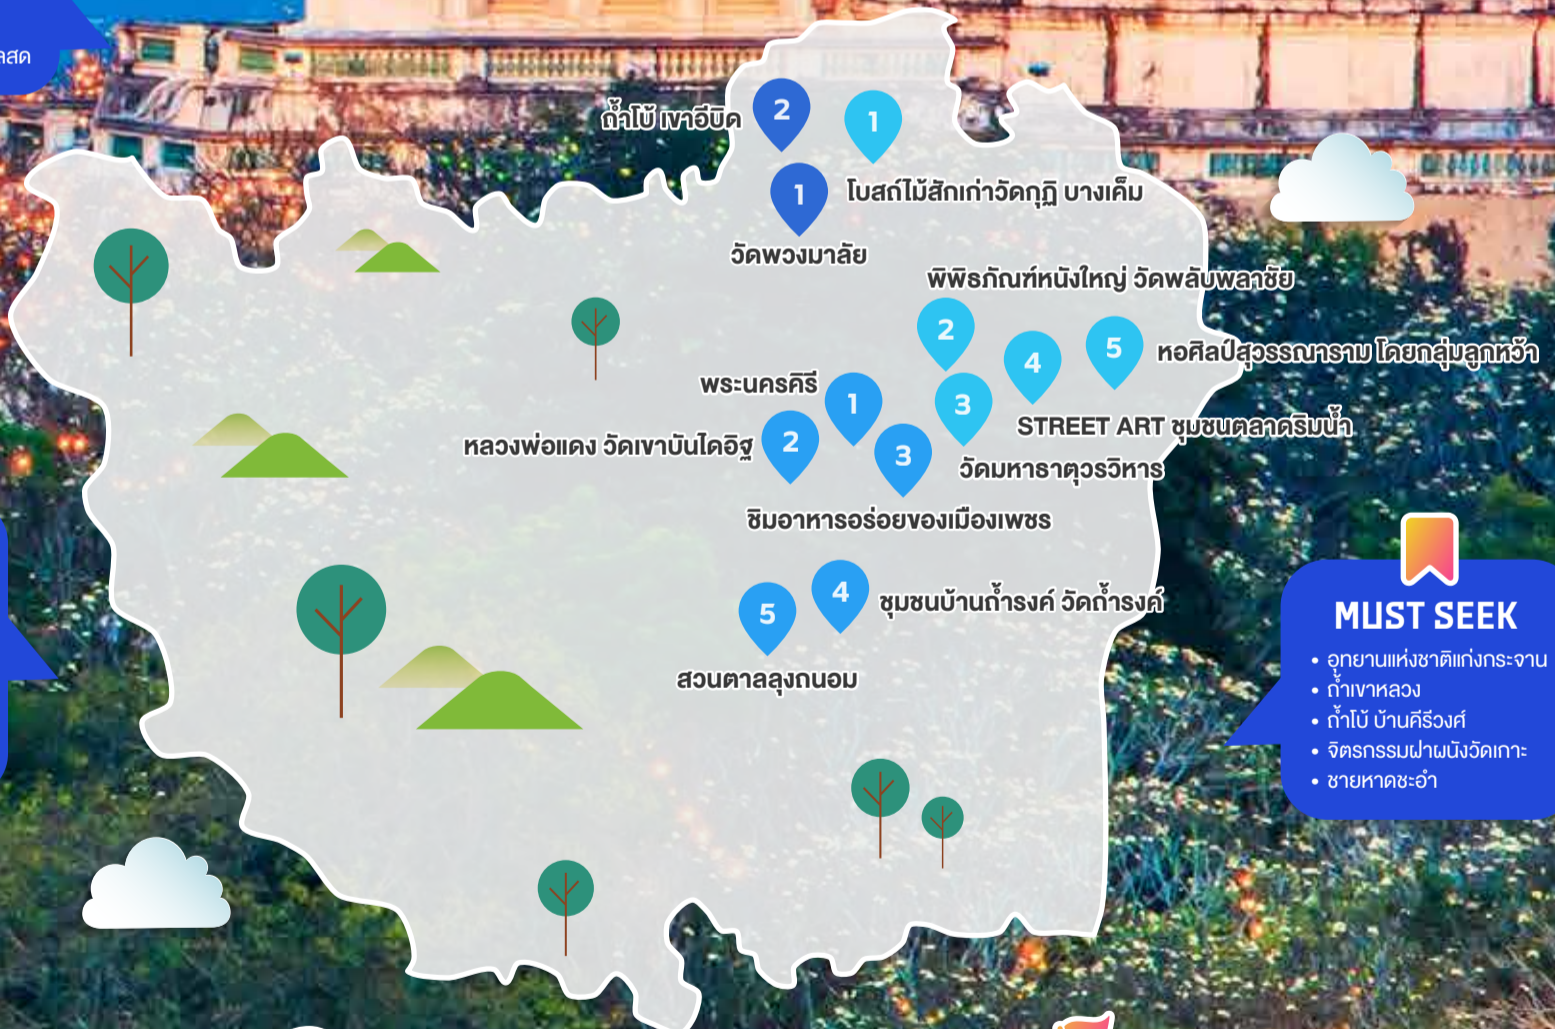 2
1
ถ้ำโบ้ เขาอีบิด
1
โบสถ์ไม้สักเก่าวัดกุฏิ บางเค็ม
วัดพวงมาลัย
พิพิธภัณฑ์หนังใหญ่ วัดพลับพลาชัย
2
4
5
หอศิลป์สุวรรณาราม โดยกลุ่มลูกหว้า
พระนครคิรี
1
3
STREET ART ชุมชนตลาดริมน้ำ
หลวงพ่อแดง วัดเขาบันไดอิฐ
2
3
วัดมหาธาตุวรวิหาร
ชิมอาหารอร่อยของเมืองเพชร
5
4
ชุมชนบ้านถ้ำรงค์ วัดถ้ำรงค์
สวนตาลลุงถนอม
MUST SEEK
• อุทยานแห่งชาติแก่งกระจาน
• ถ้ำเขาหลวง
• ถ้ำโบ้ บ้านคีรีวงศ์
• จิตรกรรมฝาผนังวัดเกาะ
• ชายหาดชะอำ